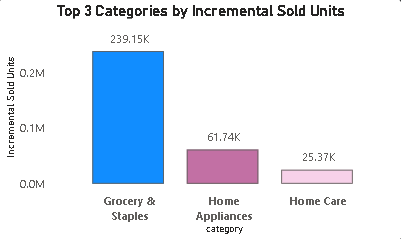 Top 3 Categories by Incremental Sold Units
239.15K
Incremental Sold Units
0.2M
61.74K
0.1M
25.37K
0.0M
Grocery &
Staples
Home
Appliances
Home Care
category